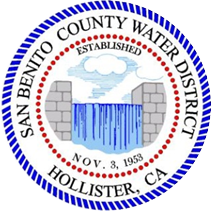 SAN BENITO COUNTY WATER DISTRICT
ESTABLISHED
NOV. 3, 1953
HOLLISTER, CA